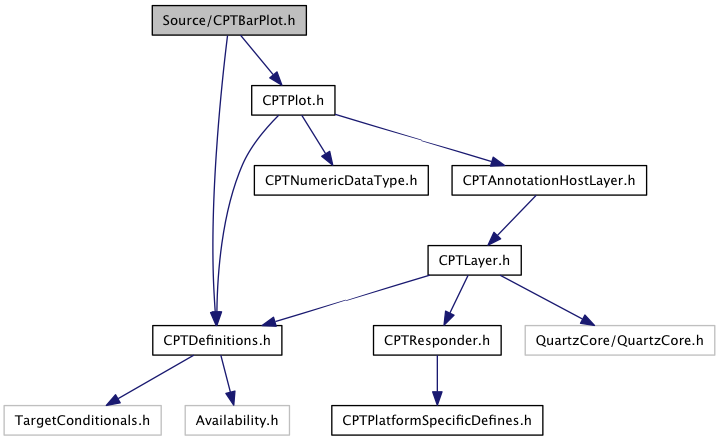 Source/CPTBarPlot.h
CPTPlot.h
CPTNumericDataType.h
CPTAnnotationHostLayer.h
CPTLayer.h
CPTDefinitions.h
CPTResponder.h
QuartzCore/QuartzCore.h
TargetConditionals.h
Availability.h
CPTPlatformSpecificDefines.h